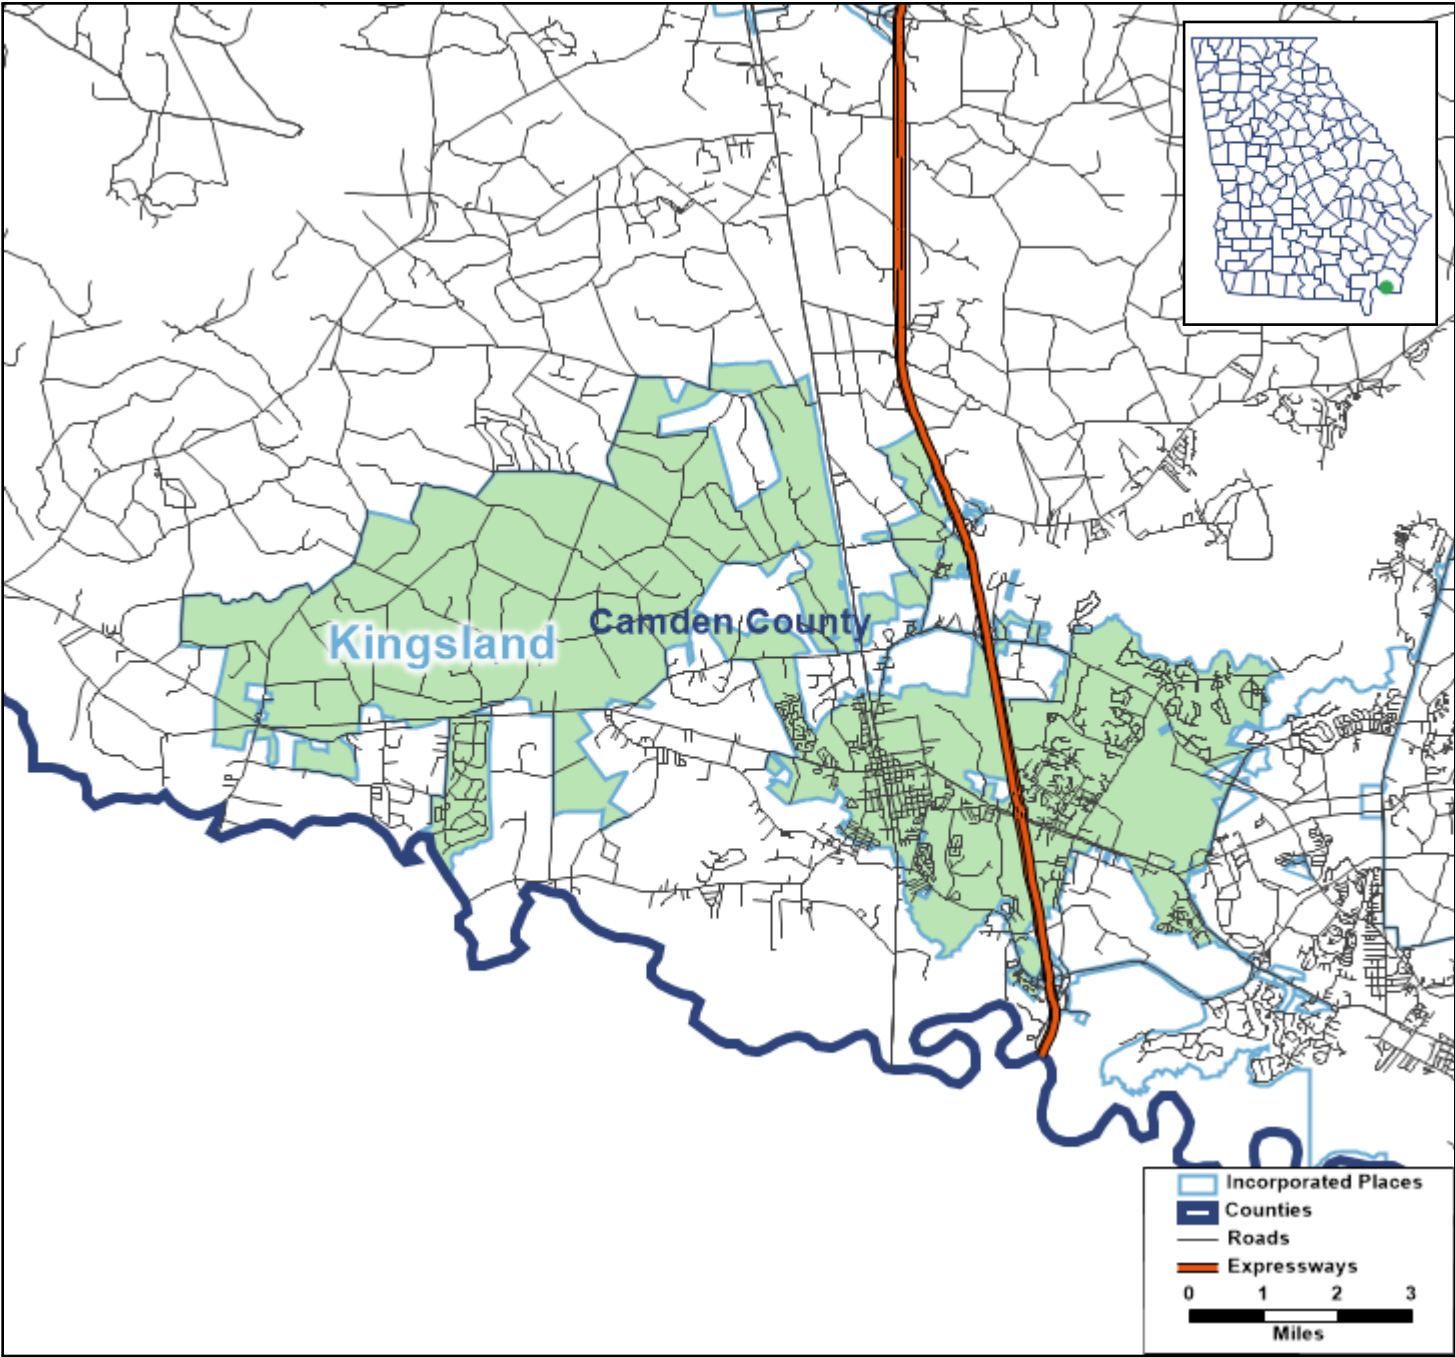 Camden County
Kingsland
Incorporated Places
Counties
Roads
Expressways
0 1 2 3
Miles